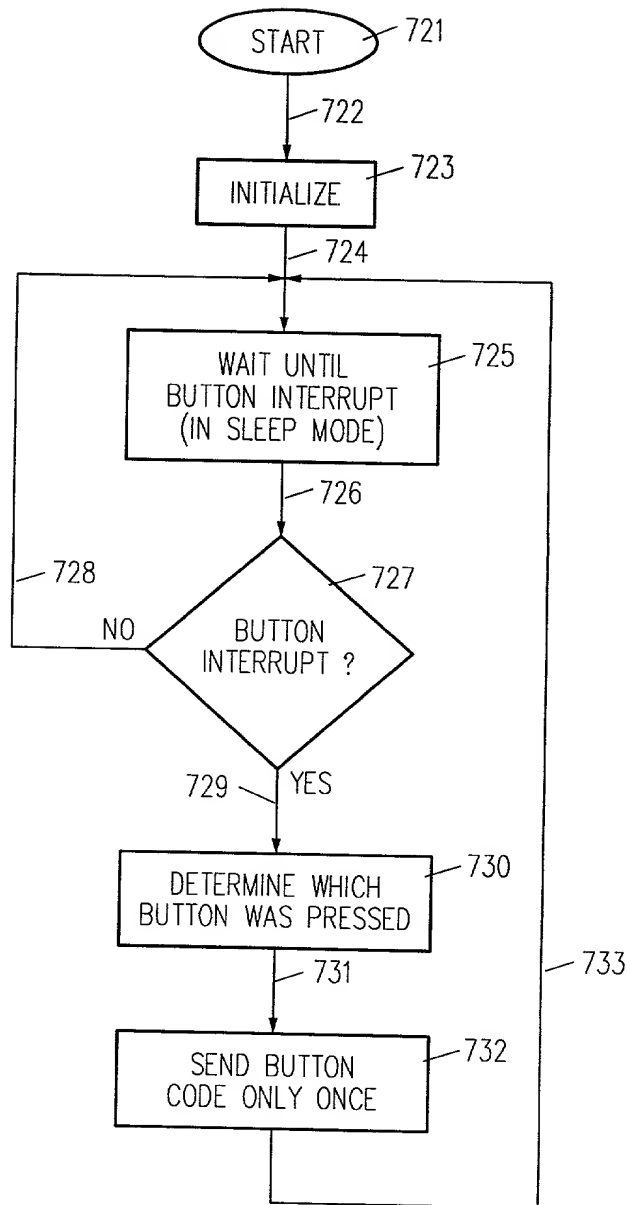 START
721
722
INITIALIZE
723
724
WAIT UNTIL
BUTTON INTERRUPT
(IN SLEEP MODE)
725
726
728
727
NO
BUTTON
INTERRUPT ?
729
YES
DETERMINE WHICH
BUTTON WAS PRESSED
730
731
733
SEND BUTTON
CODE ONLY ONCE
732